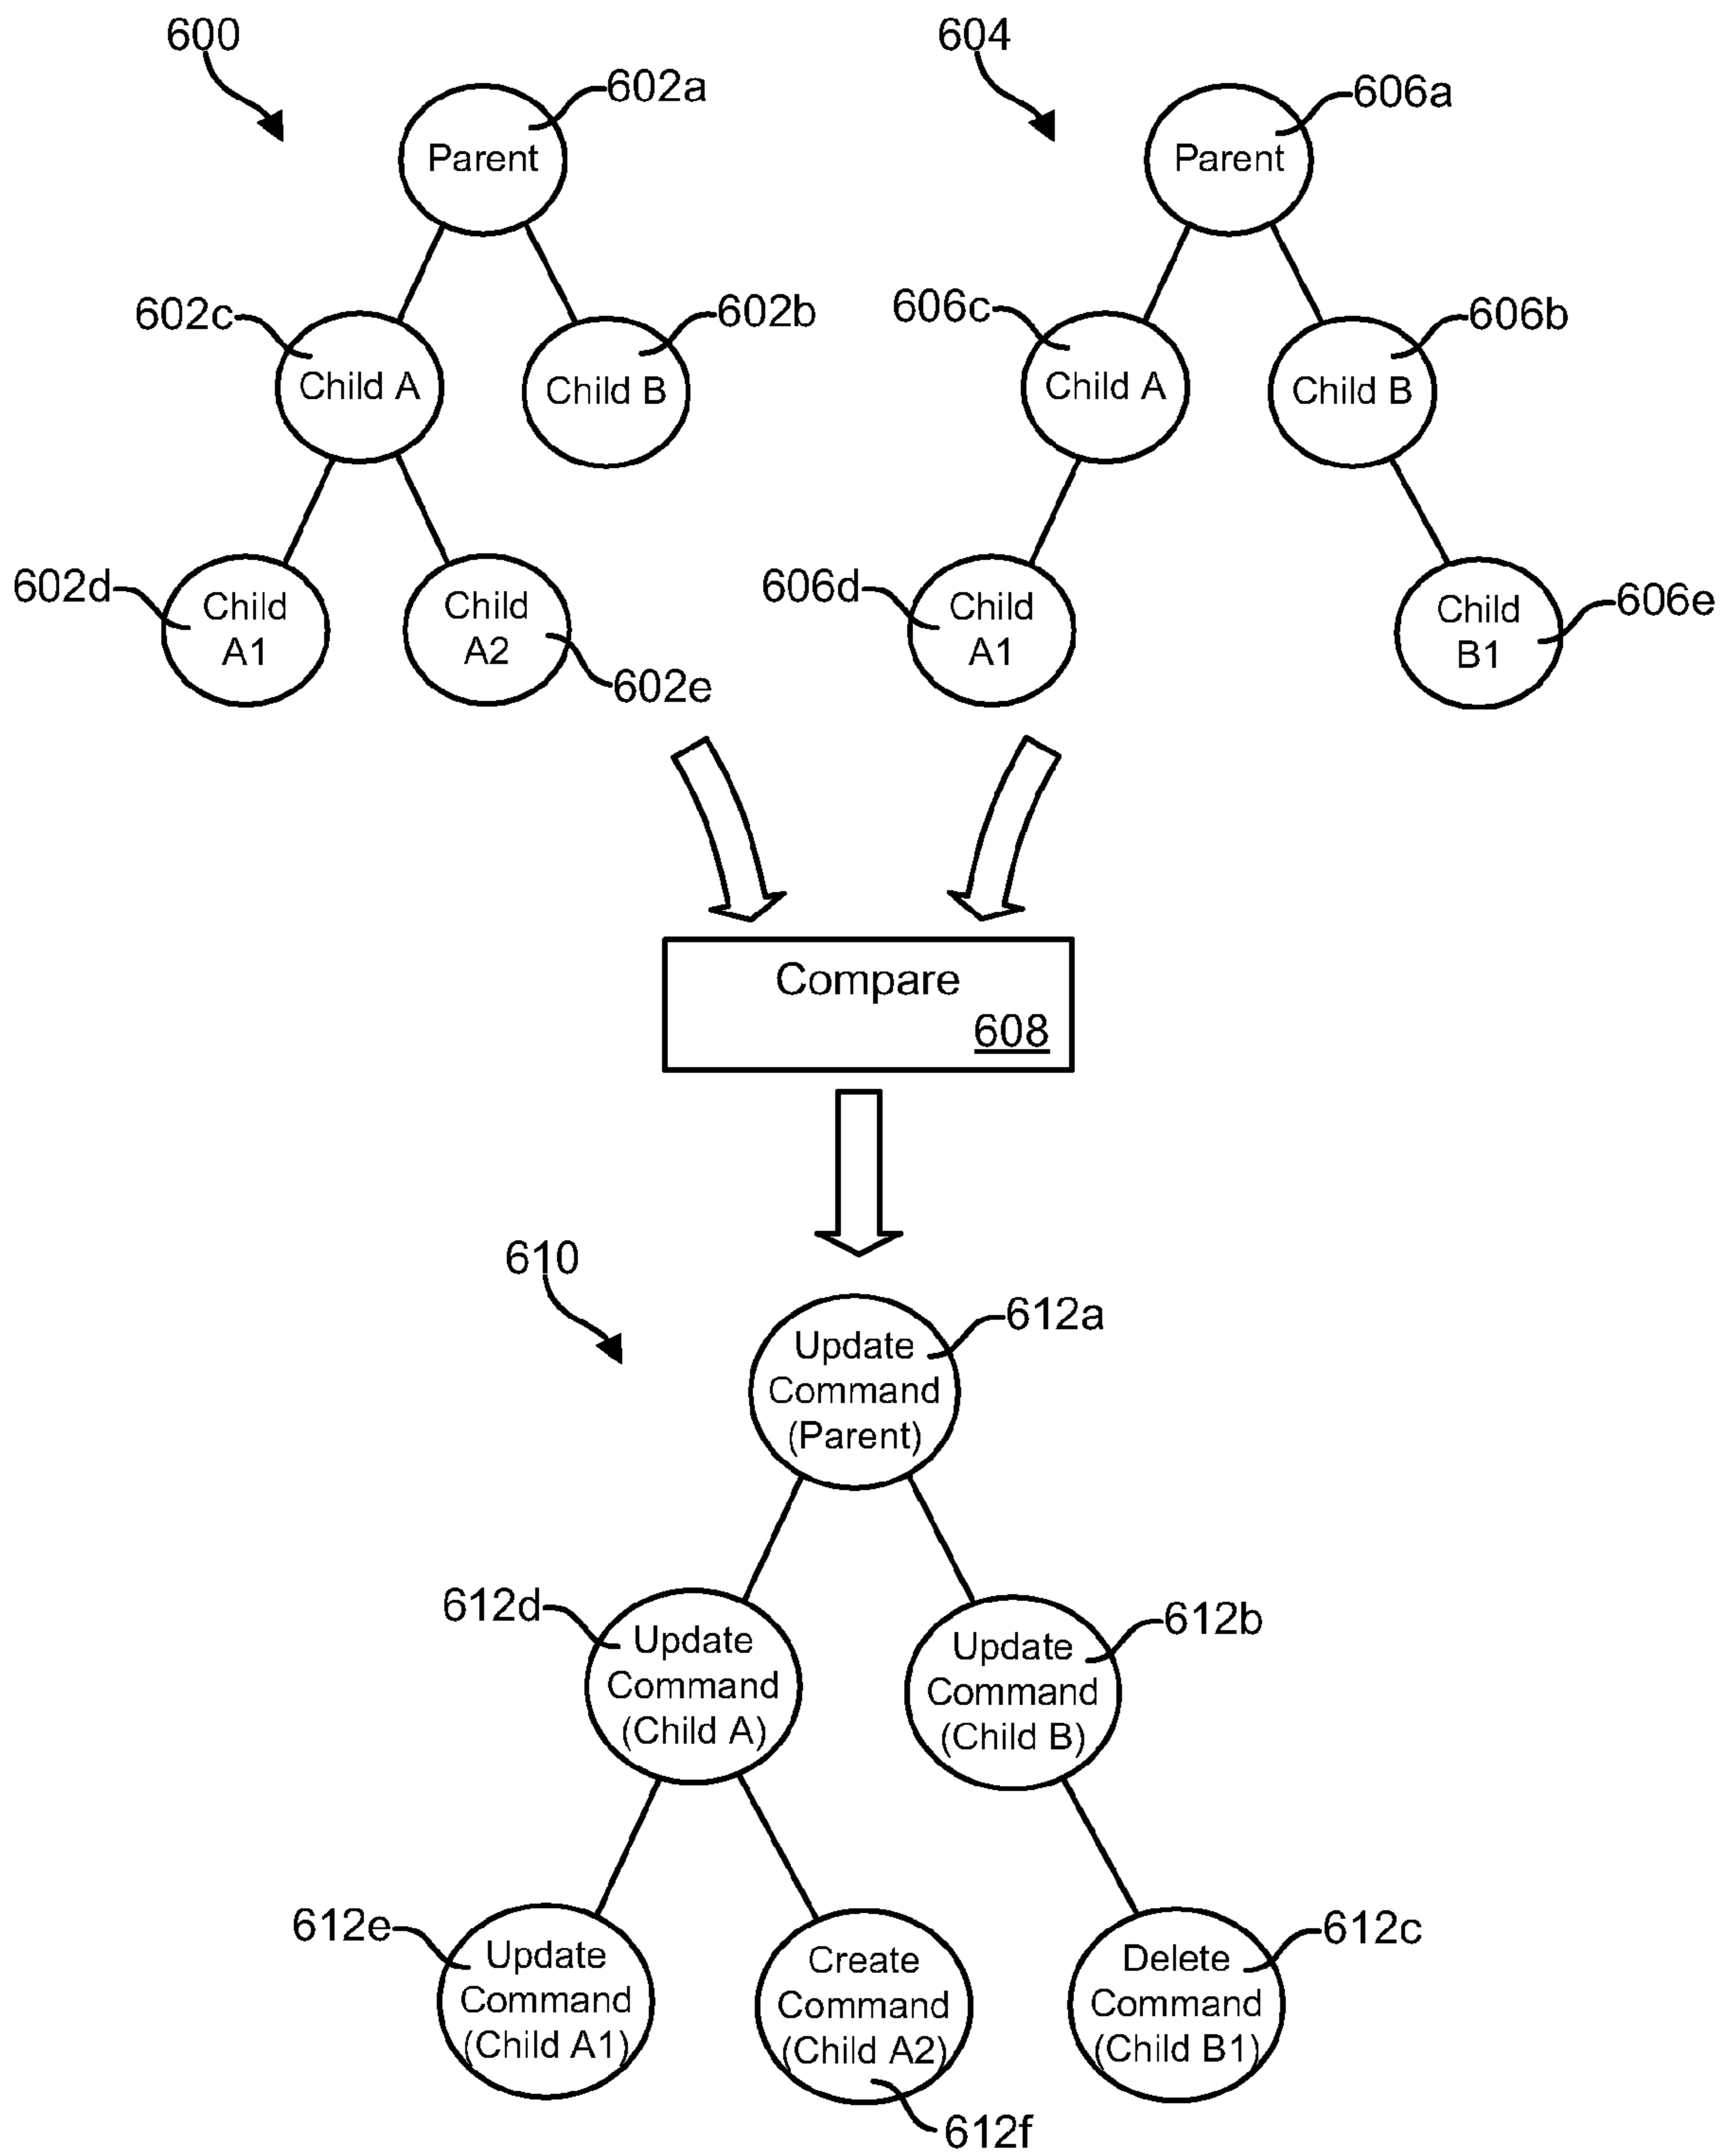 600
604
602a
606a
Parent
Parent
602c
602b
606c
606b
Child A
Child B
Child A
Child B
602d
606d
606e
Child
A1
Child
A2
Child
A1
Child
B1
602e
Compare
608
610
612a
Update
Command
(Parent)
612d
612b
Update
Command
(Child A)
Update
Command
(Child B)
612e
612c
Update
Command
(Child A1)
Create
Command
(Child A2)
Delete
Command
(Child B1)
612f